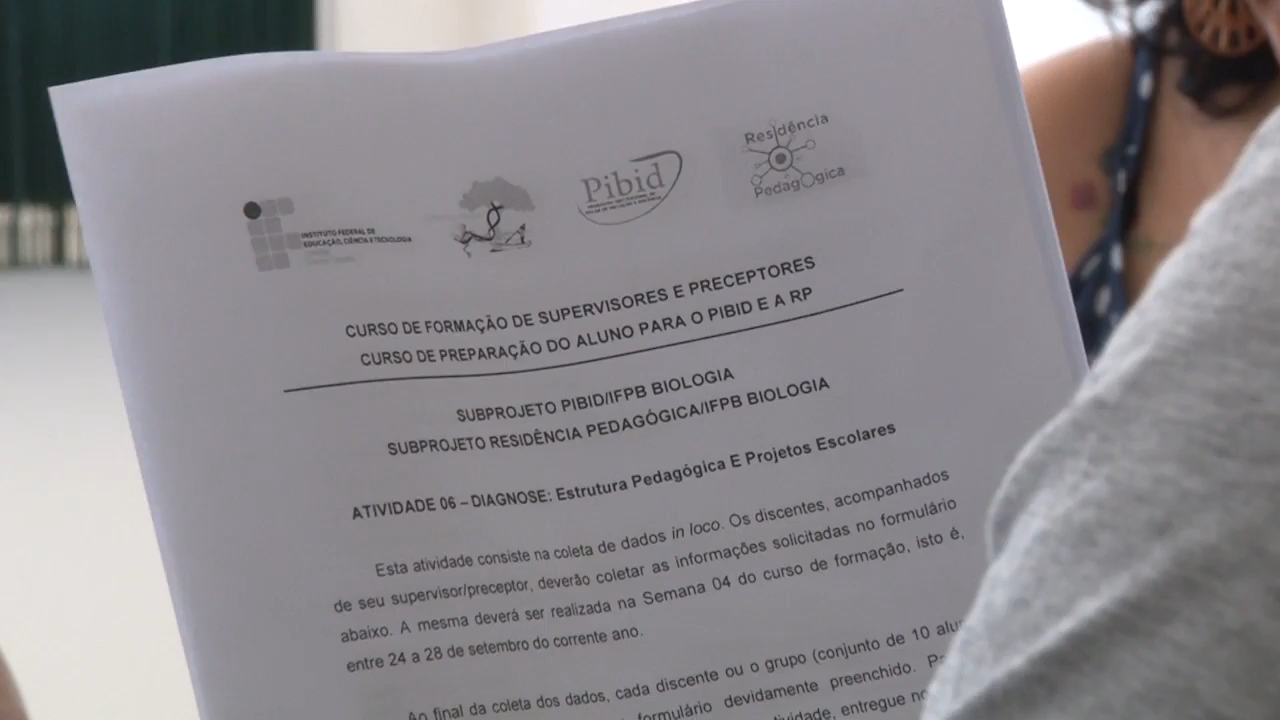 INSTITUTO FEDERAL DE
EDUCAÇÃO, CIÊNCIA E TECNOLOGIA
Pibid
Residência
Pedagógica
CURSO DE FORMAÇÃO DE SUPERVISORES E PRECEPTORES
CURSO DE PREPARAÇÃO DO ALUNO PARA O PIBID E A RP
SUBPROJETO PIBID/IFPB BIOLOGIA
SUBPROJETO RESIDÊNCIA PEDAGÓGICA/IFPB BIOLOGIA
ATIVIDADE 06 – DIAGNOSE: Estrutura Pedagógica E Projetos Escolares
Esta atividade consiste na coleta de dados in loco. Os discentes, acompanhados
de seu supervisor/preceptor, deverão coletar as informações solicitadas no formulário
abaixo. A mesma deverá ser realizada na Semana 04 do curso de formação, isto é,
entre 24 a 28 de setembro do corrente ano.
Ao final da coleta dos dados, cada discente ou o grupo (conjunto de 10 alu
formulário devidamente preenchido.
tividade, entregue no